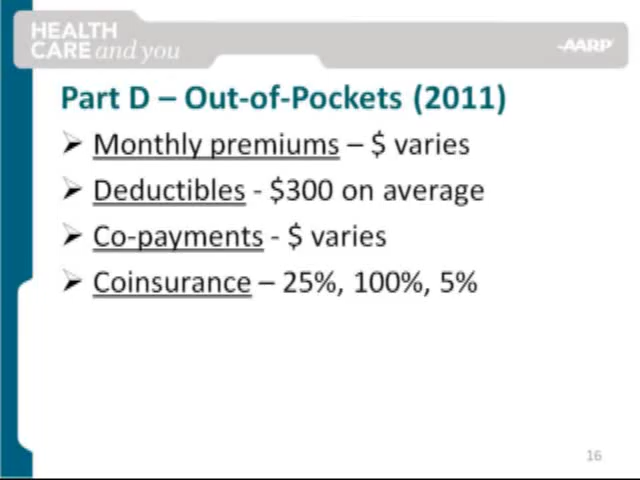 HEALTH
CARE and you
AARP
Part D – Out-of-Pockets (2011)
➢ Monthly premiums – $ varies
➢ Deductibles - $300 on average
➢ Co-payments - $ varies
➢ Coinsurance – 25%, 100%, 5%
16